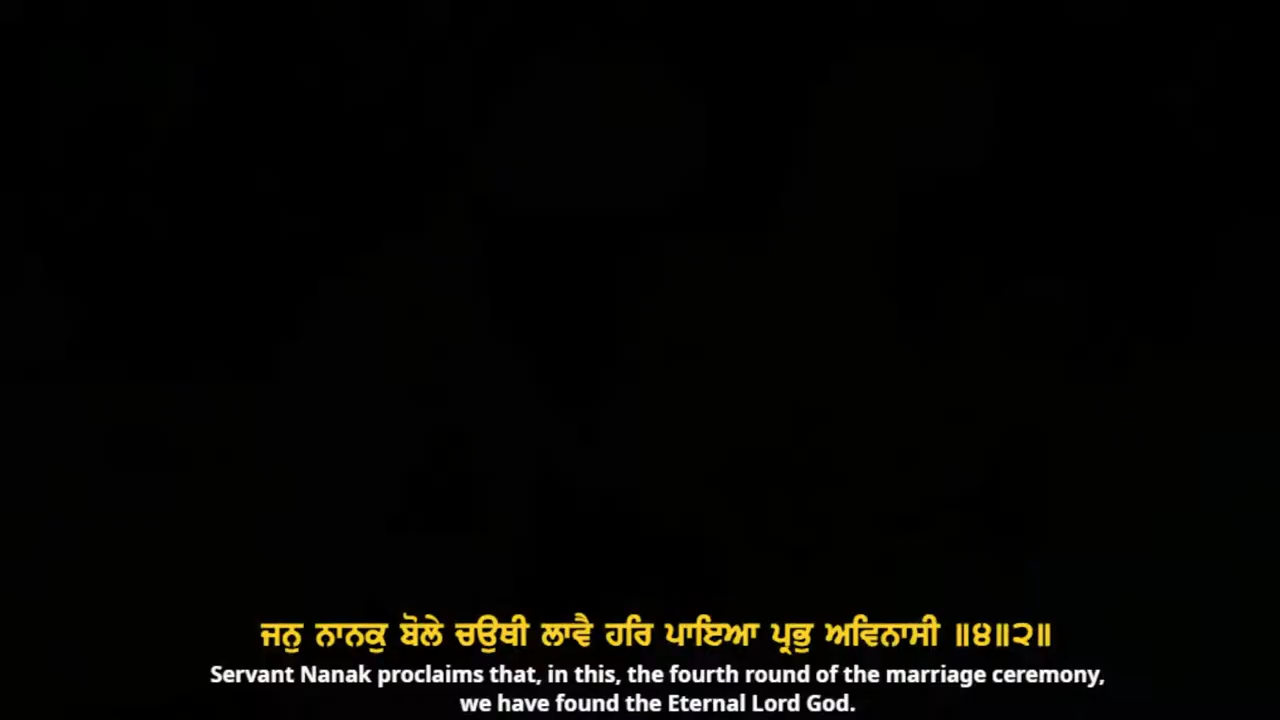 ਜਨੁ ਨਾਨਕੁ ਬੋਲੇ ਚਉਥੀ ਲਾਵੈ ਹਰਿ ਪਾਇਆ ਪ੍ਰਭੁ ਅਵਿਨਾਸੀ ॥੪॥੨॥
Servant Nanak proclaims that, in this, the fourth round of the marriage ceremony,
we have found the Eternal Lord God.